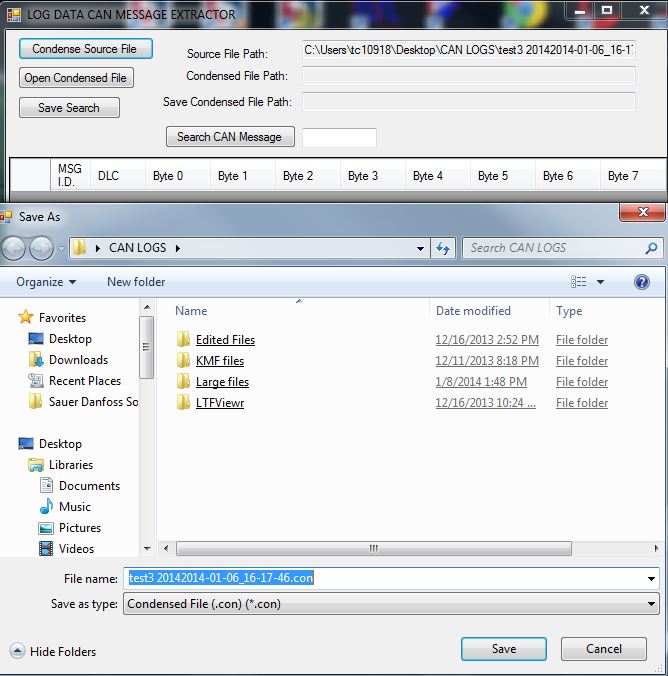 LOG DATA CAN MESSAGE EXTRACTOR
Condense Source File
Source File Path: C:\Users\tc10918\Desktop\CAN LOGS\test3 20142014-01-06_16-17
Open Condensed File
Condensed File Path:
Save Search
Save Condensed File Path:
Search CAN Message
MSG I.D. DLC Byte 0 Byte 1 Byte 2 Byte 3 Byte 4 Byte 5 Byte 6 Byte 7
Save As
CAN LOGS
Search CAN LOGS
Organize New folder
Favorites
Desktop
Downloads
Recent Places
Sauer Danfoss So
Desktop
Libraries
Documents
Music
Pictures
Videos
Name Date modified Type
Edited Files 12/16/2013 2:52 PM File folder
KMF files 12/11/2013 8:18 PM File folder
Large files 1/8/2014 1:48 PM File folder
LTFViewr 12/16/2013 10:24 ... File folder
File name: test3 20142014-01-06_16-17-46.con
Save as type: Condensed File (.con) (*.con)
Hide Folders
Save Cancel